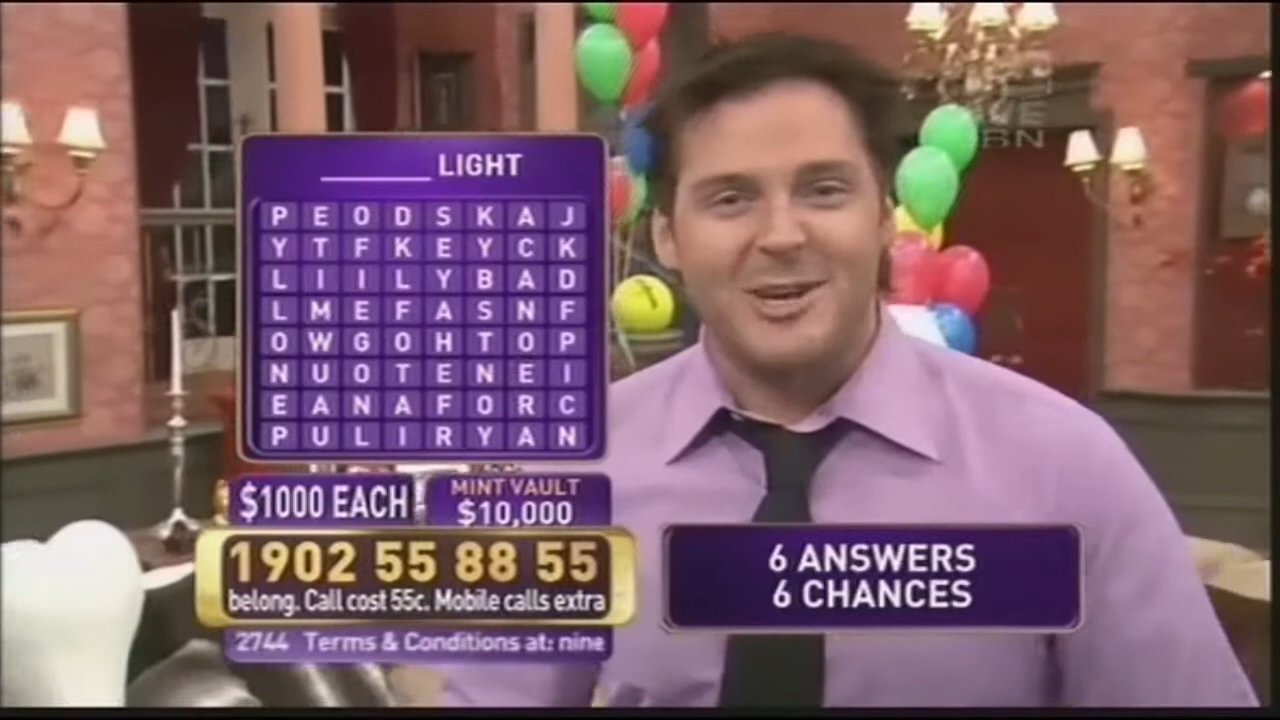 _____ LIGHT
P E O D S K A J
Y T F K E Y C K
L I I L Y B A D
L M E F A S N F
O W G O H T O P
N U O T E N E I
E A N A F O R C
P U L I R Y A N
$1000 EACH
MINT VAULT
$10,000
1902 55 88 55
belong. Call cost 55c. Mobile calls extra
2744 Terms & Conditions at: nine
6 ANSWERS
6 CHANCES